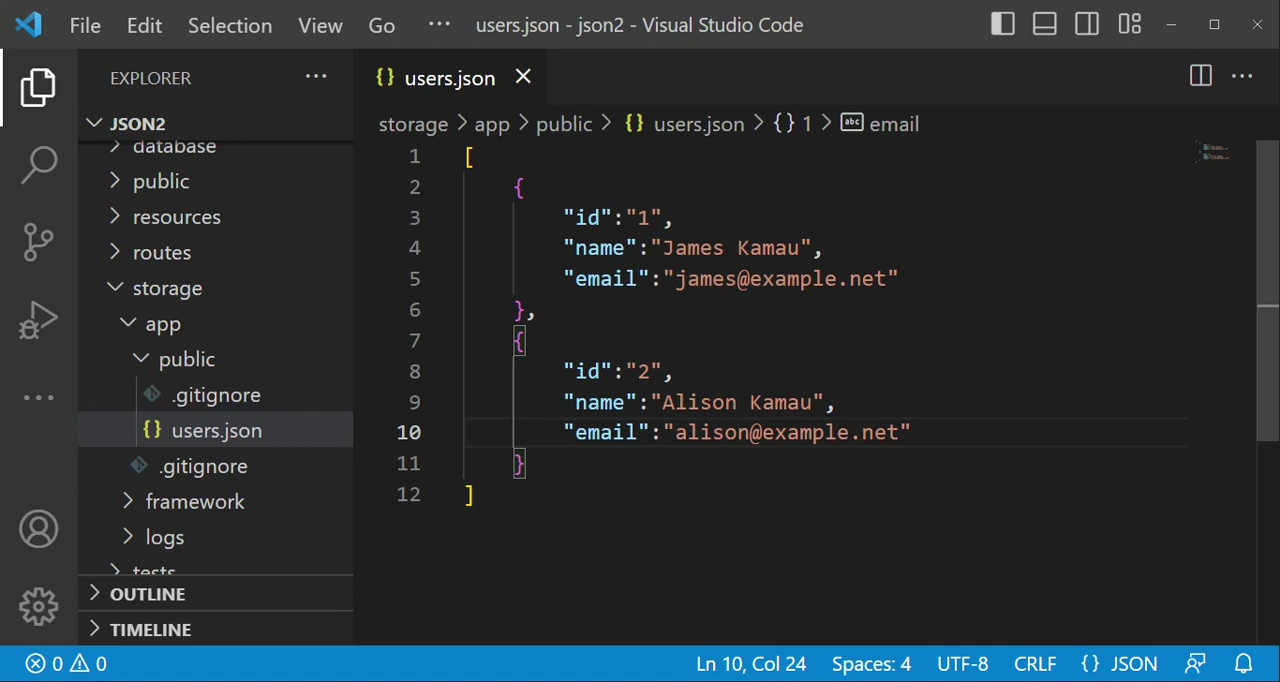 File Edit Selection View Go ··· users.json - json2 - Visual Studio Code
EXPLORER ···
JSON2
database
public
resources
routes
storage
app
public
.gitignore
{} users.json
.gitignore
framework
logs
tests
OUTLINE
TIMELINE
{} users.json
storage > app > public > {} users.json > {} 1 > abc email
1 [
2 {
3 "id":"1",
4 "name":"James Kamau",
5 "email":"james@example.net"
6 },
7 {
8 "id":"2",
9 "name":"Alison Kamau",
10 "email":"alison@example.net"
11 }
12 ]
0 0 Ln 10, Col 24 Spaces: 4 UTF-8 CRLF {} JSON